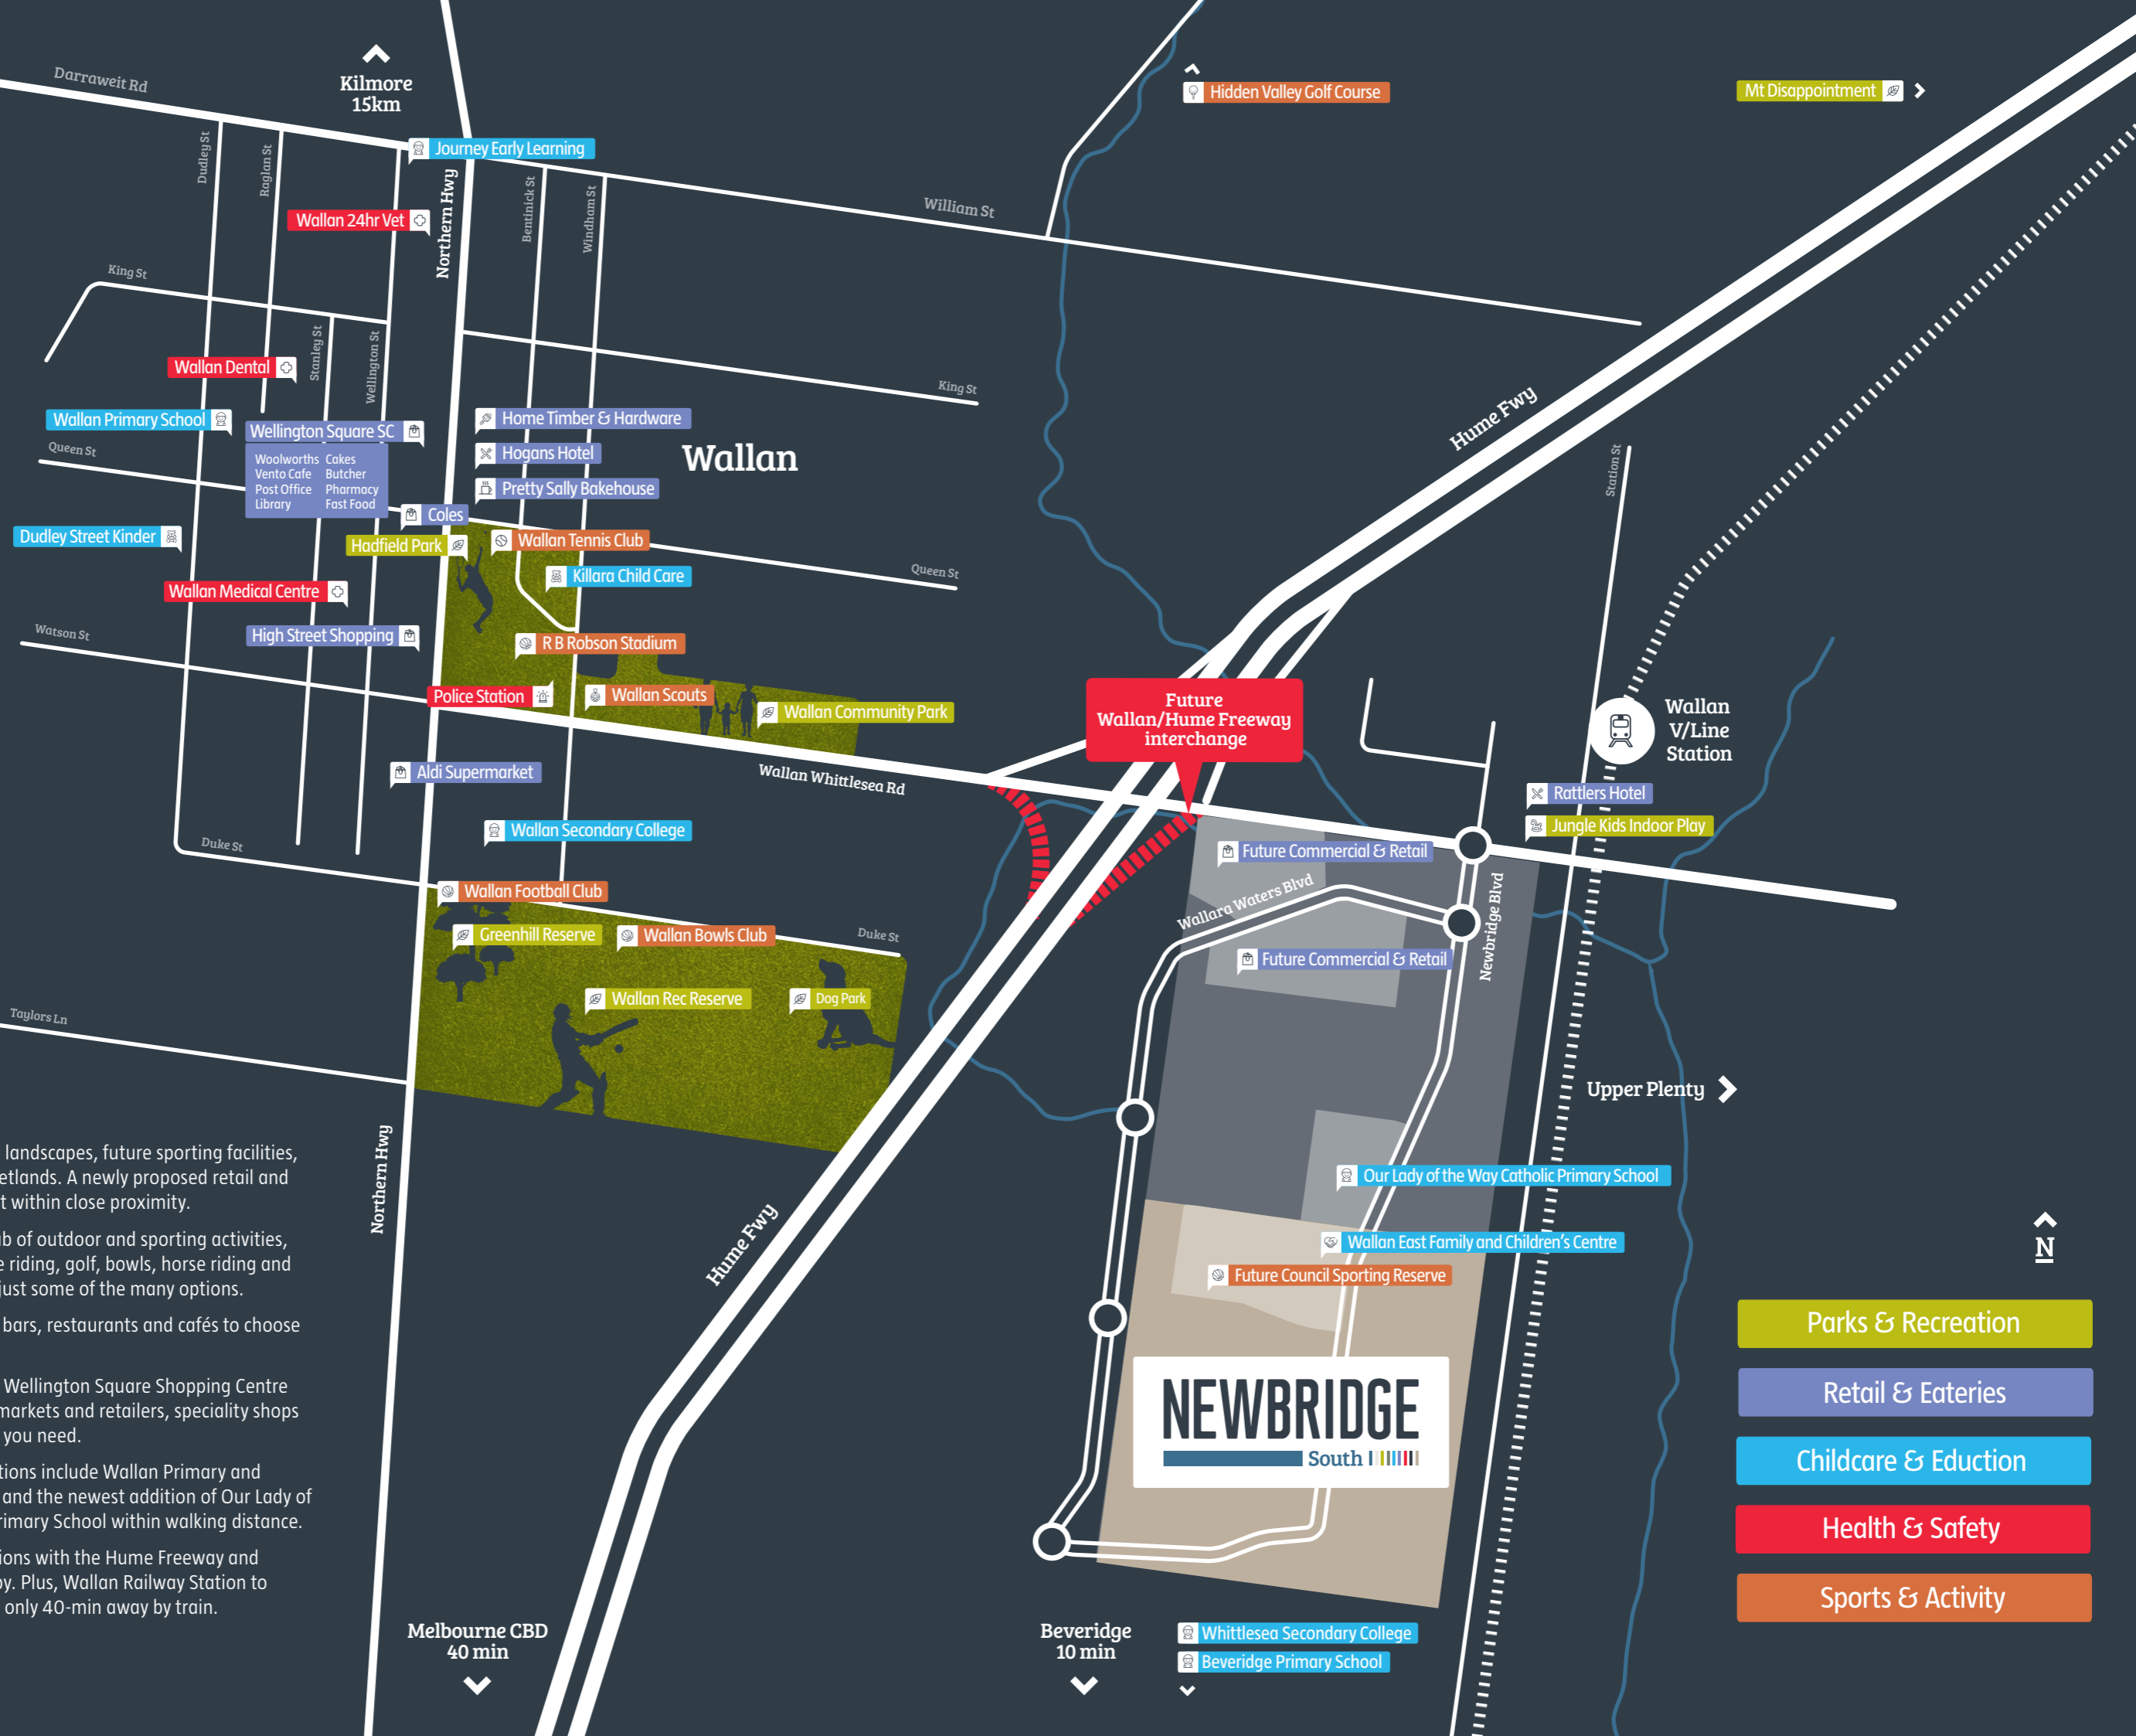 Darraweit Rd
Kilmore
15km
Hidden Valley Golf Course
Mt Disappointment
Dudley St
Raglan St
Journey Early Learning
Northern Hwy
Bentinick St
Windham St
William St
Wallan 24hr Vet
King St
Stanley St
Wellington St
Wallan Dental
King St
Hume Fwy
Wallan Primary School
Wellington Square SC
Home Timber & Hardware
Hogans Hotel
Pretty Sally Bakehouse
Wallan
Queen St
Woolworths Cakes
Vento Cafe Butcher
Post Office Pharmacy
Library Fast Food
Station St
Coles
Dudley Street Kinder
Hadfield Park
Wallan Tennis Club
Killara Child Care
Queen St
Wallan Medical Centre
Watson St
High Street Shopping
R B Robson Stadium
Police Station
Wallan Scouts
Wallan Community Park
Future
Wallan/Hume Freeway
interchange
Wallan
V/Line
Station
Aldi Supermarket
Wallan Whittlesea Rd
Rattlers Hotel
Jungle Kids Indoor Play
Wallan Secondary College
Duke St
Future Commercial & Retail
Wallan Football Club
Wallara Waters Blvd
Newbridge Blvd
Greenhill Reserve
Wallan Bowls Club
Duke St
Future Commercial & Retail
Wallan Rec Reserve
Dog Park
Taylors Ln
Upper Plenty
Northern Hwy
landscapes, future sporting facilities,
etlands. A newly proposed retail and
t within close proximity.
b of outdoor and sporting activities,
e riding, golf, bowls, horse riding and
just some of the many options.
bars, restaurants and cafés to choose
Wellington Square Shopping Centre
markets and retailers, speciality shops
you need.
tions include Wallan Primary and
and the newest addition of Our Lady of
rimary School within walking distance.
ions with the Hume Freeway and
by. Plus, Wallan Railway Station to
only 40-min away by train.
Our Lady of the Way Catholic Primary School
Wallan East Family and Children's Centre
Future Council Sporting Reserve
Hume Fwy
N
Parks & Recreation
Retail & Eateries
Childcare & Eduction
Health & Safety
Sports & Activity
NEWBRIDGE
South
Melbourne CBD
40 min
Beveridge
10 min
Whittlesea Secondary College
Beveridge Primary School